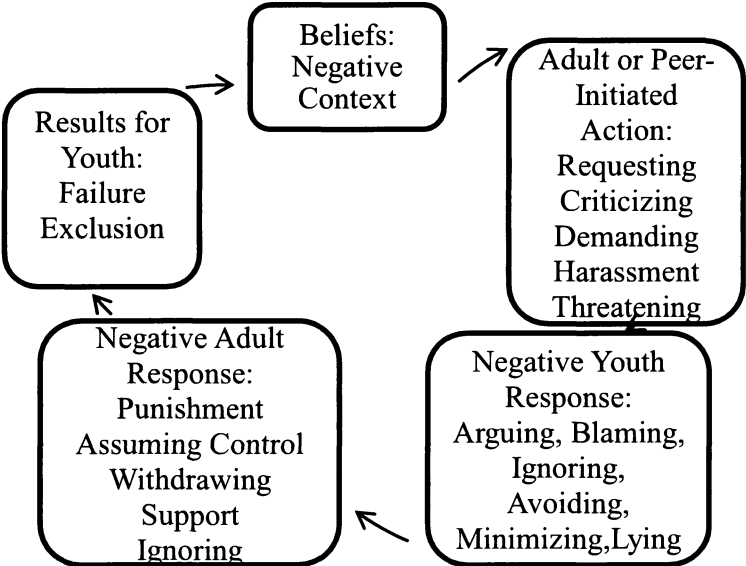 Beliefs:
Negative
Context
Adult or Peer-
Initiated
Action:
Requesting
Criticizing
Demanding
Harassment
Threatening
Negative Youth
Response:
Arguing, Blaming,
Ignoring,
Avoiding,
Minimizing,Lying
Negative Adult
Response:
Punishment
Assuming Control
Withdrawing
Support
Ignoring
Results for
Youth:
Failure
Exclusion